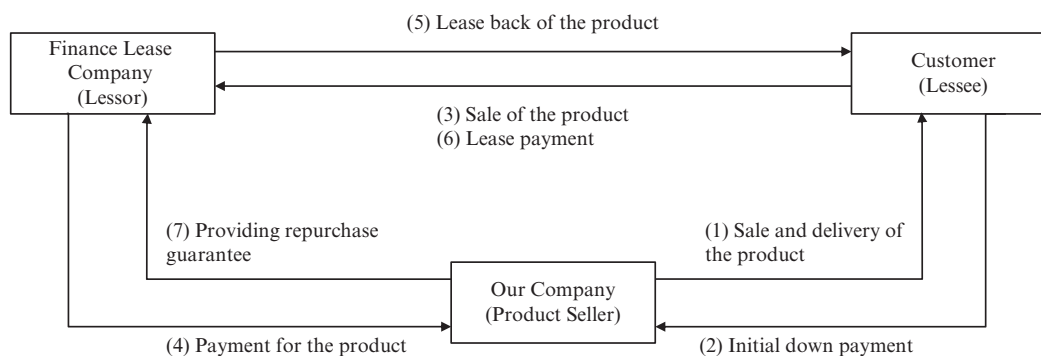 (5) Lease back of the product
Finance Lease
Company
(Lessor)
Customer
(Lessee)
(3) Sale of the product
(6) Lease payment
(7) Providing repurchase
guarantee
(1) Sale and delivery of
the product
Our Company
(Product Seller)
(4) Payment for the product
(2) Initial down payment